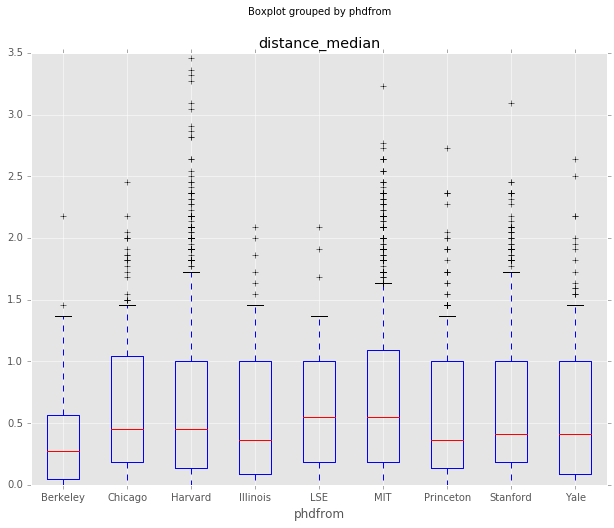 Boxplot grouped by phdfrom
distance_median
3.5
3.0
2.5
2.0
1.5
1.0
0.5
0.0
Berkeley Chicago Harvard Illinois LSE MIT Princeton Stanford Yale
phdfrom